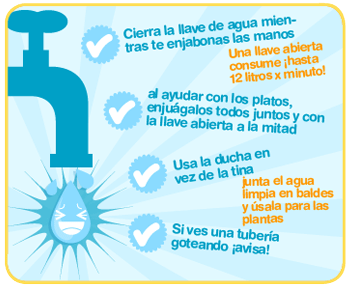 Cierra la llave de agua mien-
tras te enjabonas las manos
Una llave abierta
consume ¡hasta
12 litros x minuto!
al ayudar con los platos,
enjuágalos todos juntos y con
la llave abierta a la mitad
Usa la ducha en
vez de la tina
junta el agua
limpia en baldes
y úsala para las
plantas
Si ves una tubería
goteando ¡avisa!